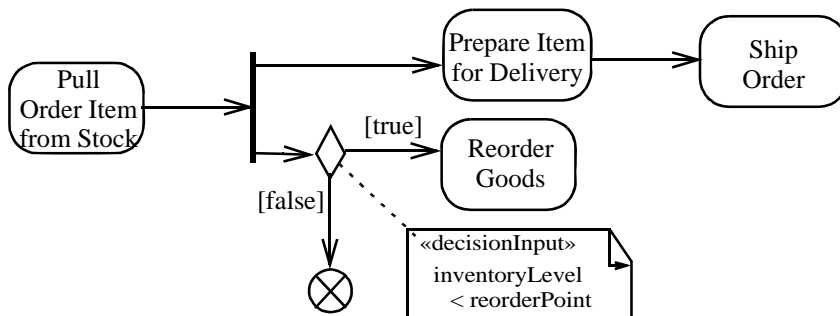 Pull
Order Item
from Stock
Prepare Item
for Delivery
Ship
Order
[true]
Reorder
Goods
[false]
«decisionInput»
inventoryLevel
< reorderPoint